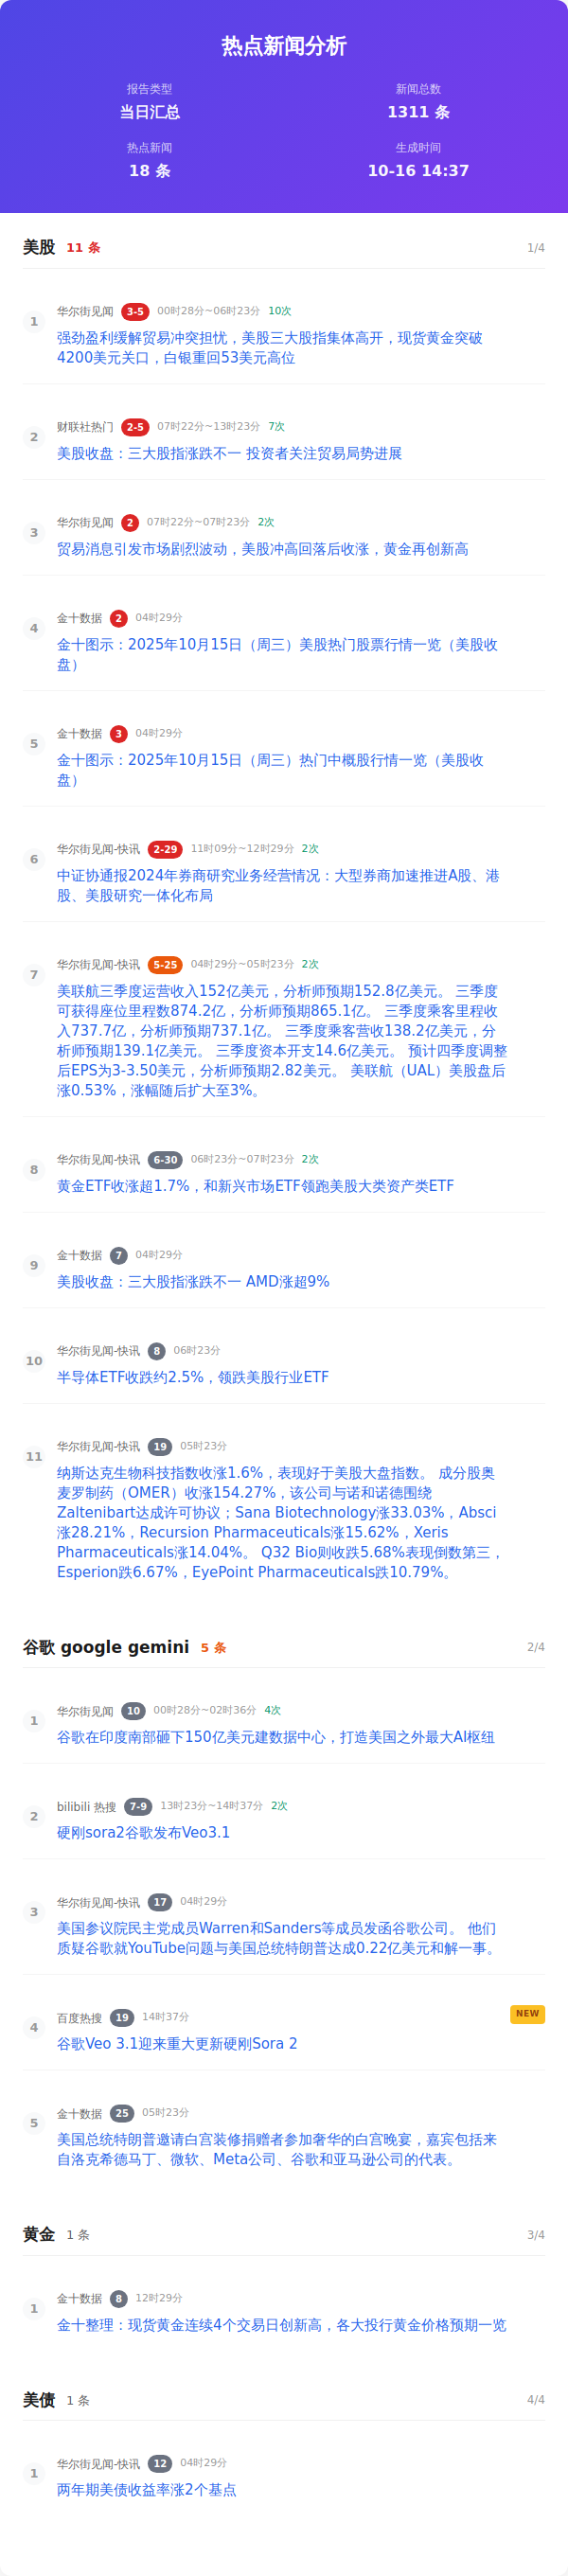 热点新闻分析
报告类型
当日汇总
新闻总数
1311 条
热点新闻
18 条
生成时间
10-16 14:37
美股 11 条 1/4
1
华尔街见闻 3-5 00时28分~06时23分 10次
强劲盈利缓解贸易冲突担忧，美股三大股指集体高开，现货黄金突破
4200美元关口，白银重回53美元高位
2
财联社热门 2-5 07时22分~13时23分 7次
美股收盘：三大股指涨跌不一 投资者关注贸易局势进展
3
华尔街见闻 2 07时22分~07时23分 2次
贸易消息引发市场剧烈波动，美股冲高回落后收涨，黄金再创新高
4
金十数据 2 04时29分
金十图示：2025年10月15日（周三）美股热门股票行情一览（美股收
盘）
5
金十数据 3 04时29分
金十图示：2025年10月15日（周三）热门中概股行情一览（美股收
盘）
6
华尔街见闻-快讯 2-29 11时09分~12时29分 2次
中证协通报2024年券商研究业务经营情况：大型券商加速推进A股、港
股、美股研究一体化布局
7
华尔街见闻-快讯 5-25 04时29分~05时23分 2次
美联航三季度运营收入152亿美元，分析师预期152.8亿美元。 三季度
可获得座位里程数874.2亿，分析师预期865.1亿。 三季度乘客里程收
入737.7亿，分析师预期737.1亿。 三季度乘客营收138.2亿美元，分
析师预期139.1亿美元。 三季度资本开支14.6亿美元。 预计四季度调整
后EPS为3-3.50美元，分析师预期2.82美元。 美联航（UAL）美股盘后
涨0.53%，涨幅随后扩大至3%。
8
华尔街见闻-快讯 6-30 06时23分~07时23分 2次
黄金ETF收涨超1.7%，和新兴市场ETF领跑美股大类资产类ETF
9
金十数据 7 04时29分
美股收盘：三大股指涨跌不一 AMD涨超9%
10
华尔街见闻-快讯 8 06时23分
半导体ETF收跌约2.5%，领跌美股行业ETF
11
华尔街见闻-快讯 19 05时23分
纳斯达克生物科技指数收涨1.6%，表现好于美股大盘指数。 成分股奥
麦罗制药（OMER）收涨154.27%，该公司与诺和诺德围绕
Zaltenibart达成许可协议；Sana Biotechnology涨33.03%，Absci
涨28.21%，Recursion Pharmaceuticals涨15.62%，Xeris
Pharmaceuticals涨14.04%。 Q32 Bio则收跌5.68%表现倒数第三，
Esperion跌6.67%，EyePoint Pharmaceuticals跌10.79%。
谷歌 google gemini 5 条 2/4
1
华尔街见闻 10 00时28分~02时36分 4次
谷歌在印度南部砸下150亿美元建数据中心，打造美国之外最大AI枢纽
2
bilibili 热搜 7-9 13时23分~14时37分 2次
硬刚sora2谷歌发布Veo3.1
3
华尔街见闻-快讯 17 04时29分
美国参议院民主党成员Warren和Sanders等成员发函谷歌公司。 他们
质疑谷歌就YouTube问题与美国总统特朗普达成0.22亿美元和解一事。
4
百度热搜 19 14时37分 NEW
谷歌Veo 3.1迎来重大更新硬刚Sora 2
5
金十数据 25 05时23分
美国总统特朗普邀请白宫装修捐赠者参加奢华的白宫晚宴，嘉宾包括来
自洛克希德马丁、微软、Meta公司、谷歌和亚马逊公司的代表。
黄金 1 条 3/4
1
金十数据 8 12时29分
金十整理：现货黄金连续4个交易日创新高，各大投行黄金价格预期一览
美债 1 条 4/4
1
华尔街见闻-快讯 12 04时29分
两年期美债收益率涨2个基点